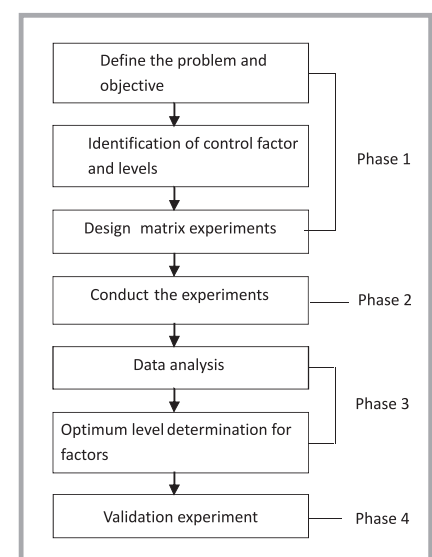 Define the problem and
objective
Identification of control factor
and levels
Phase 1
Design matrix experiments
Conduct the experiments
Phase 2
Data analysis
Phase 3
Optimum level determination for
factors
Validation experiment
Phase 4